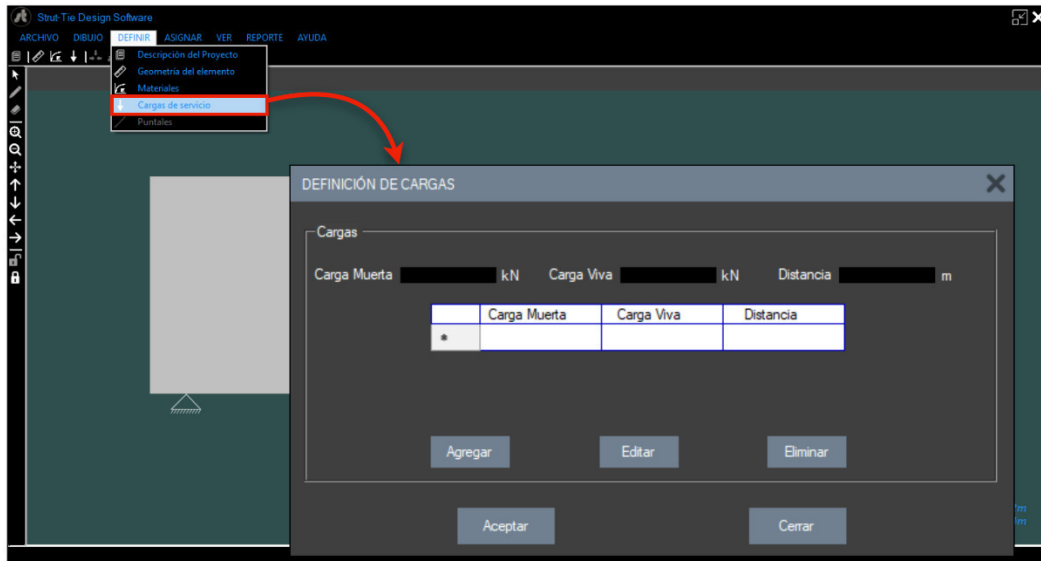 Strut-Tie Design Software
ARCHIVO DIBUJO DEFINIR ASIGNAR VER REPORTE AYUDA
Descripción del Proyecto
Geometría del elemento
Materiales
Cargas de servicio
Puntales
DEFINICIÓN DE CARGAS
Cargas
Carga Muerta kN Carga Viva kN Distancia m
Carga Muerta Carga Viva Distancia
*
Agregar Editar Eliminar
Aceptar Cerrar